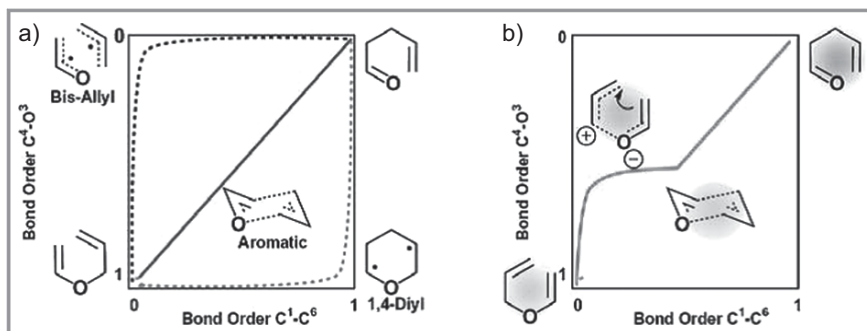 a)
0
O
Bis-Allyl
O
Bond Order C⁴-O³
O
Aromatic
O
1
O
1,4-Diyl
0
1
Bond Order C¹-C⁶
b)
0
O
⊕
O
⊖
Bond Order C⁴-O³
O
1
O
0
1
Bond Order C¹-C⁶